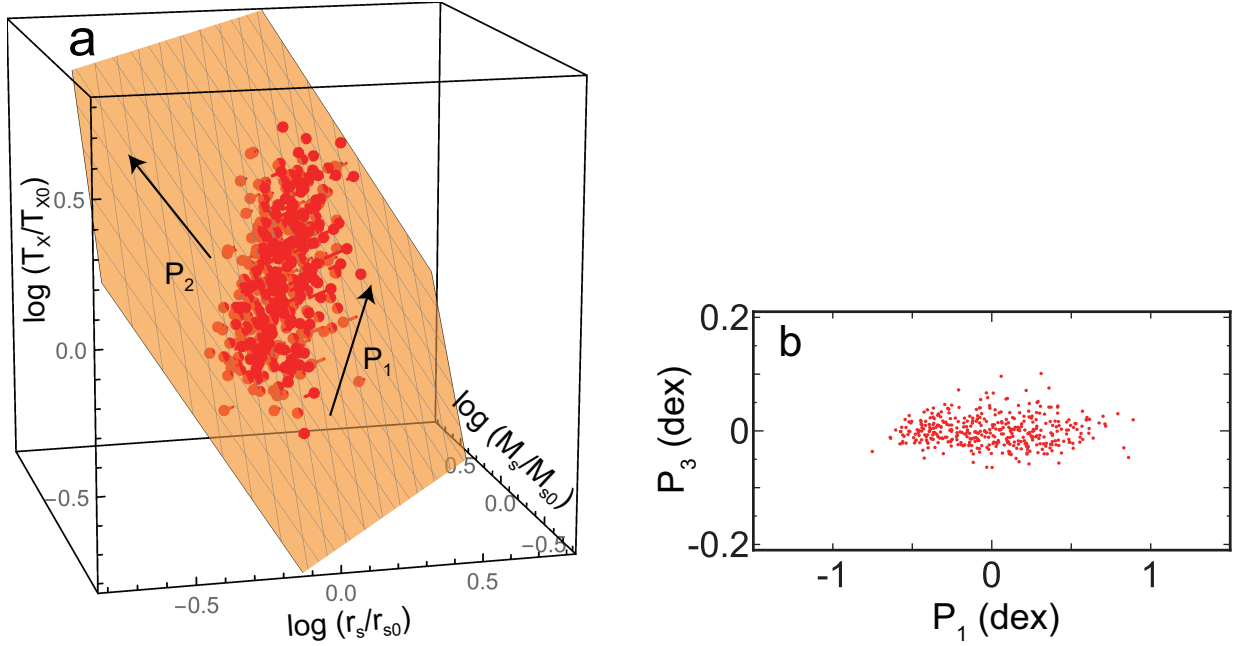 a
log (T_X/T_X0)
0.5
0.0
−0.5
P_2
P_1
log (M_s/M_s0)
0.5
0.0
−0.5
−0.5
0.0
0.5
log (r_s/r_s0)
b
0.2
0
-0.2
P_3 (dex)
-1
0
1
P_1 (dex)